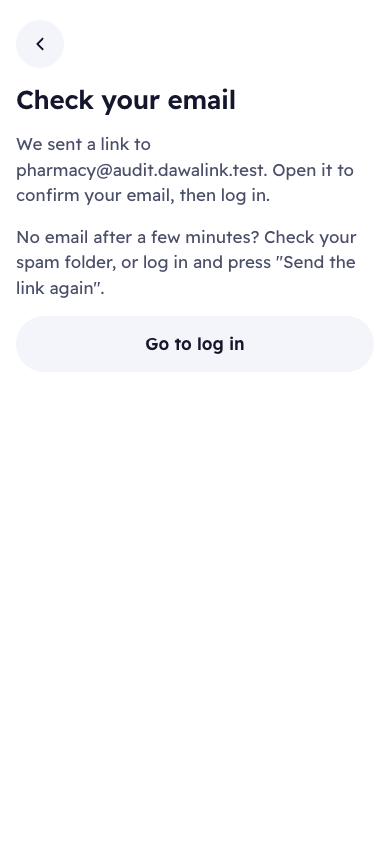 Check your email
We sent a link to
pharmacy@audit.dawalink.test. Open it to
confirm your email, then log in.
No email after a few minutes? Check your
spam folder, or log in and press "Send the
link again".
Go to log in